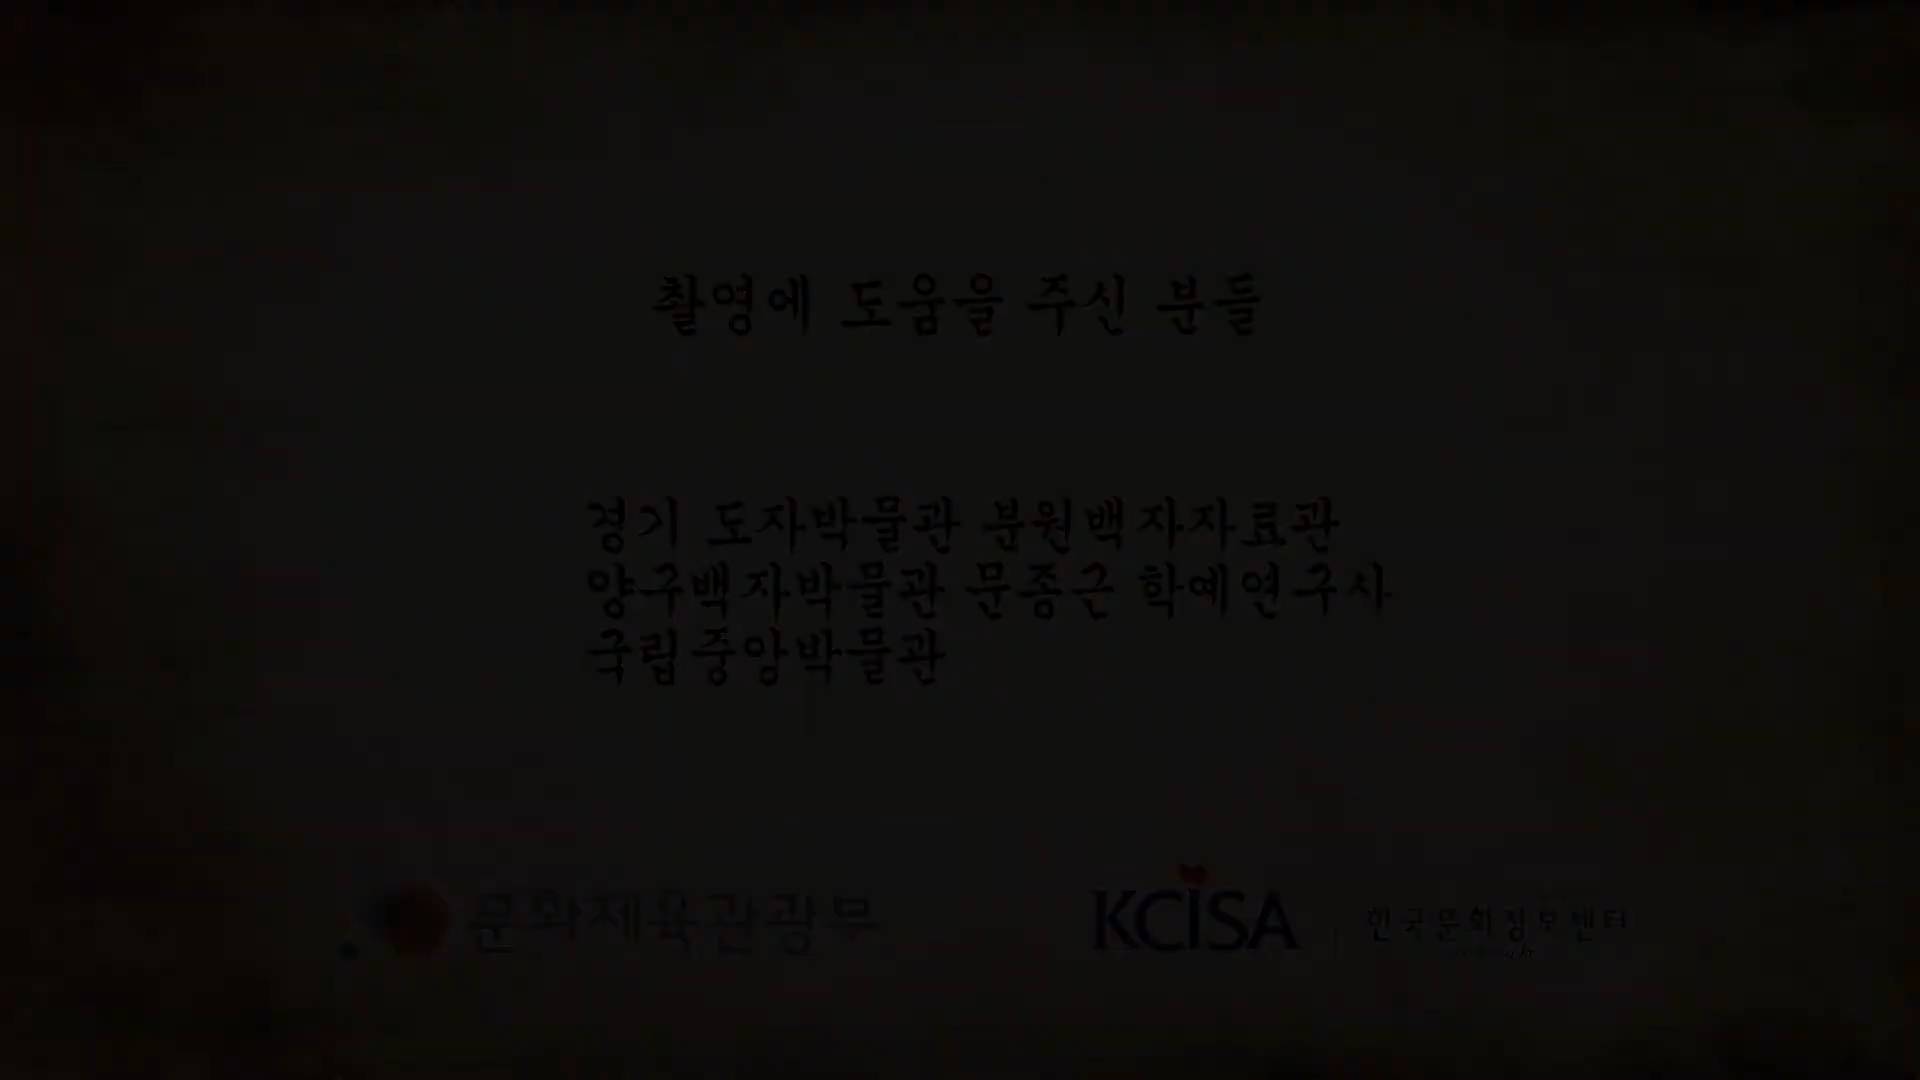 촬영에 도움을 주신 분들
경기 도자박물관 분원백자자료관
양구백자박물관 문종근 학예연구사
국립중앙박물관
문화체육관광부
KCISA 한국문화정보센터